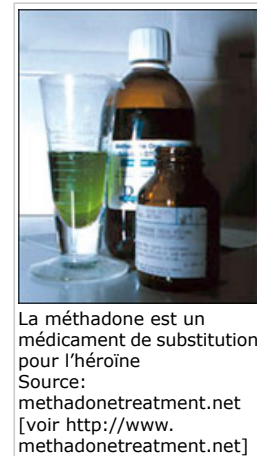 La méthadone est un
médicament de substitution
pour l’héroïne
Source:
methadonetreatment.net
[voir http://www.
methadonetreatment.net]